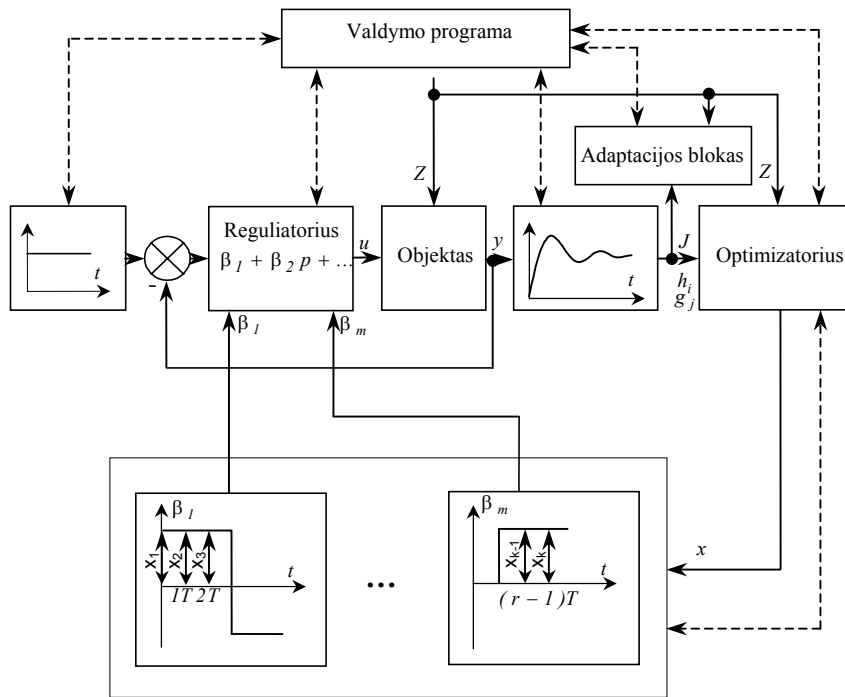 Valdymo programa
Adaptacijos blokas
Z
Z
t
-
Reguliatorius
β1 + β2 p + ...
u
Objektas
y
t
J
hi
gj
Optimizatorius
β1
βm
β1
x1
x2
x3
t
1T 2T
...
βm
xk-1
xk
t
( r – 1 )T
x